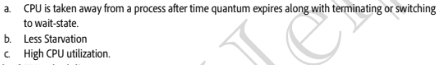 a. CPU is taken away from a process after time quantum expires along with terminating or switching
to wait-state.
b. Less Starvation
c. High CPU utilization.